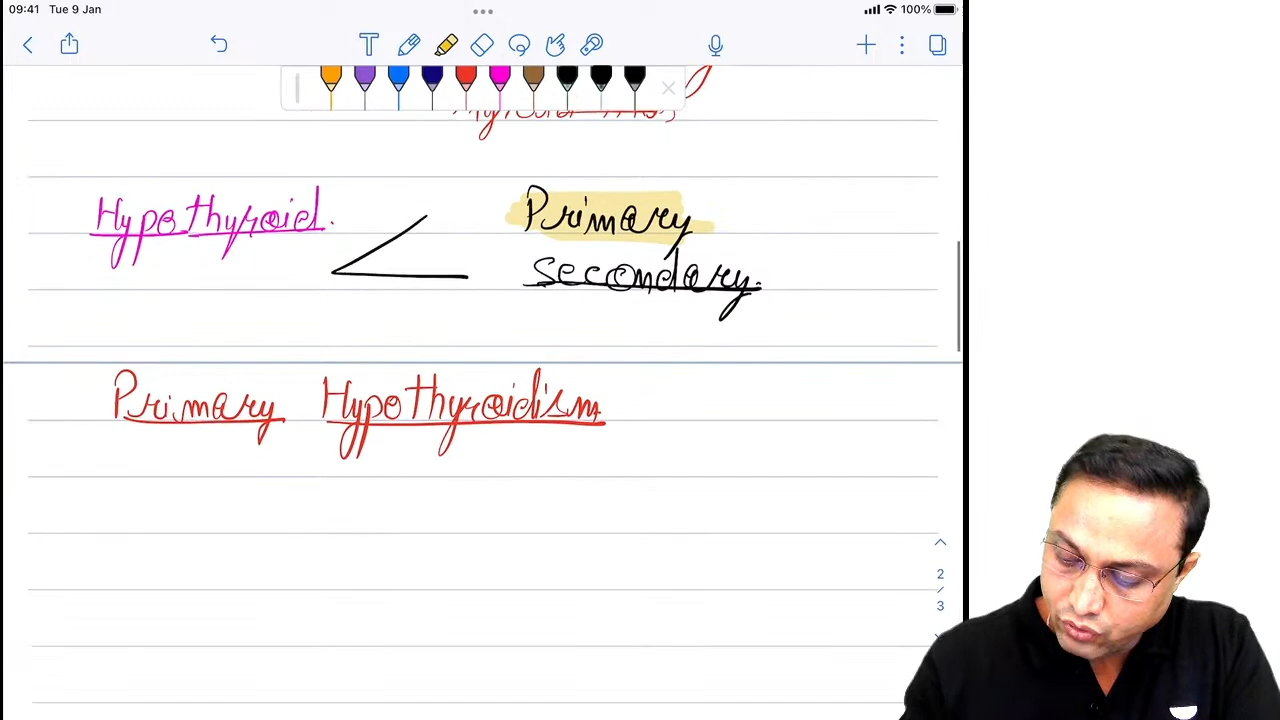 09:41 Tue 9 Jan
100%
T
Hypothyroid.
Primary
secondary.
Primary Hypothyroidism
2
/
3